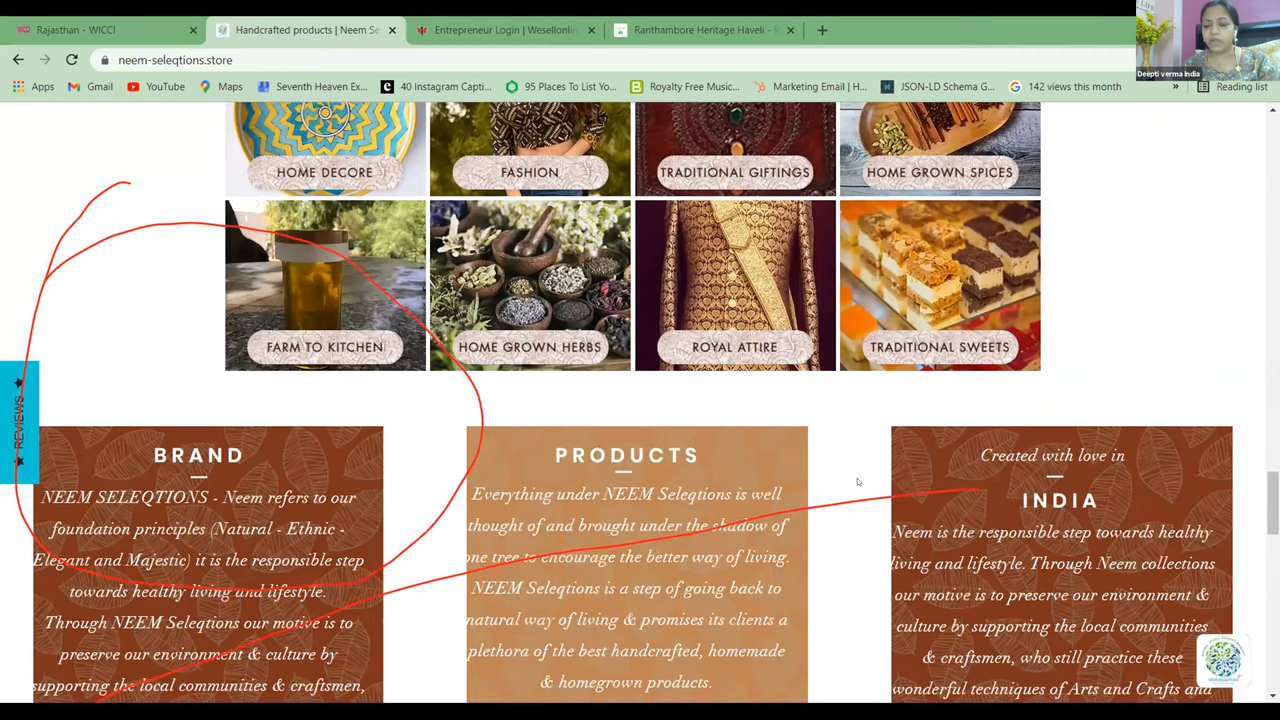 Rajasthan - WICCI
Handcrafted products | Neem Se
Entrepreneur Login | Wesellonlin
Ranthambore Heritage Haveli -
neem-seleqtions.store
Apps
Gmail
YouTube
Maps
Seventh Heaven Ex...
40 Instagram Capti...
95 Places To List Yo...
Royalty Free Music...
Marketing Email | H...
JSON-LD Schema G...
142 views this month
»
Reading list
Deepti verma India
HOME DECORE
FASHION
TRADITIONAL GIFTINGS
HOME GROWN SPICES
FARM TO KITCHEN
HOME GROWN HERBS
ROYAL ATTIRE
TRADITIONAL SWEETS
★ REVIEWS ★
BRAND
NEEM SELEQTIONS - Neem refers to our
foundation principles (Natural - Ethnic -
Elegant and Majestic) it is the responsible step
towards healthy living and lifestyle.
Through NEEM Seleqtions our motive is to
preserve our environment & culture by
supporting the local communities & craftsmen,
PRODUCTS
Everything under NEEM Seleqtions is well
thought of and brought under the shadow of
one tree to encourage the better way of living.
NEEM Seleqtions is a step of going back to
natural way of living & promises its clients a
plethora of the best handcrafted, homemade
& homegrown products.
Created with love in
INDIA
Neem is the responsible step towards healthy
living and lifestyle. Through Neem collections
our motive is to preserve our environment &
culture by supporting the local communities
& craftsmen, who still practice these
wonderful techniques of Arts and Crafts and